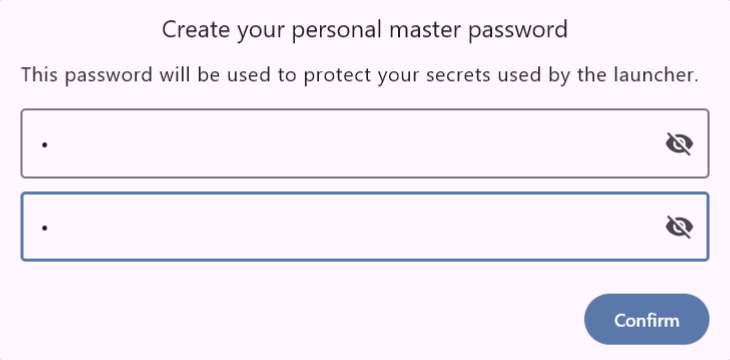 Create your personal master password
This password will be used to protect your secrets used by the launcher.
•
•
Confirm